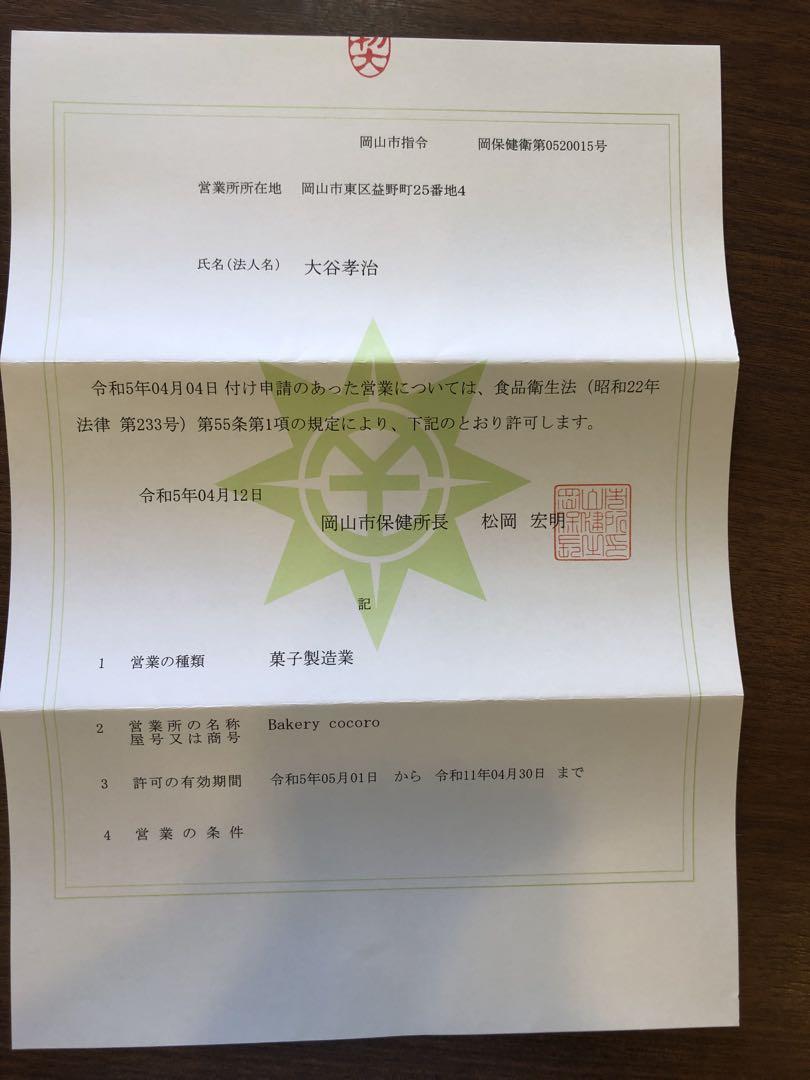 岡山市指令 岡保健衛第0520015号
営業所所在地 岡山市東区益野町25番地4
氏名(法人名) 大谷孝治
令和5年04月04日 付け申請のあった営業については、食品衛生法（昭和22年
法律 第233号）第55条第1項の規定により、下記のとおり許可します。
令和5年04月12日
岡山市保健所長 松岡 宏明
記
1 営業の種類 菓子製造業
2 営業所の名称 Bakery cocoro
屋号又は商号
3 許可の有効期間 令和5年05月01日 から 令和11年04月30日 まで
4 営業の条件